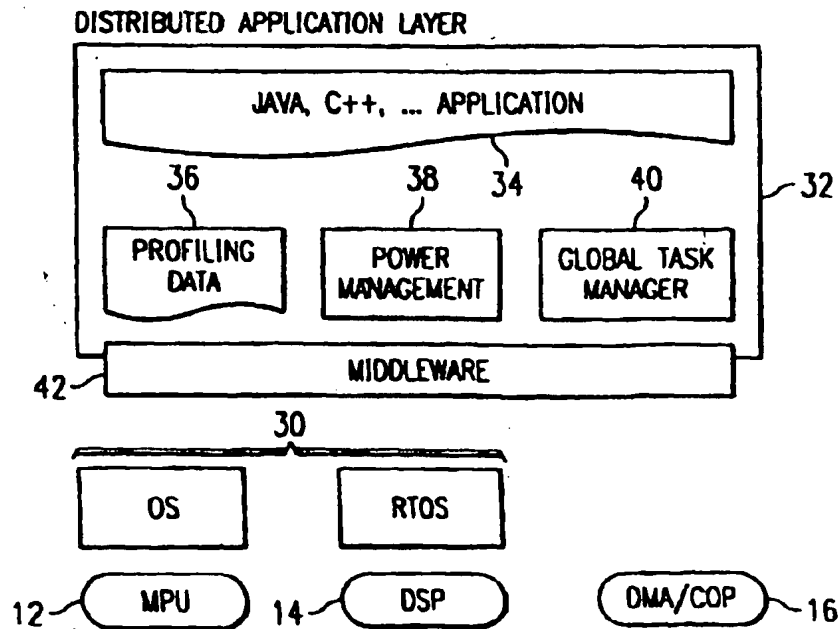 DISTRIBUTED APPLICATION LAYER
JAVA, C++, ... APPLICATION
36
38
34
40
32
PROFILING
DATA
POWER
MANAGEMENT
GLOBAL TASK
MANAGER
42
MIDDLEWARE
30
OS
RTOS
12
MPU
14
DSP
DMA/COP
16